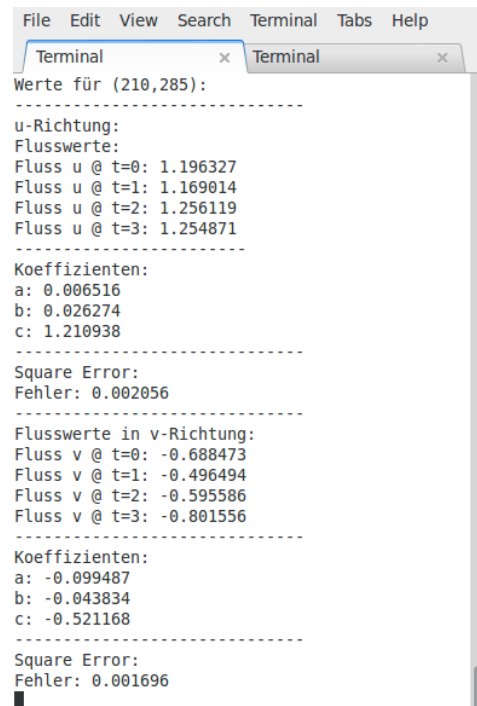 File Edit View Search Terminal Tabs Help
Terminal × Terminal ×
Werte für (210,285):
------------------------------
u-Richtung:
Flusswerte:
Fluss u @ t=0: 1.196327
Fluss u @ t=1: 1.169014
Fluss u @ t=2: 1.256119
Fluss u @ t=3: 1.254871
------------------------
Koeffizienten:
a: 0.006516
b: 0.026274
c: 1.210938
------------------------------
Square Error:
Fehler: 0.002056
------------------------------
Flusswerte in v-Richtung:
Fluss v @ t=0: -0.688473
Fluss v @ t=1: -0.496494
Fluss v @ t=2: -0.595586
Fluss v @ t=3: -0.801556
------------------------------
Koeffizienten:
a: -0.099487
b: -0.043834
c: -0.521168
------------------------------
Square Error:
Fehler: 0.001696